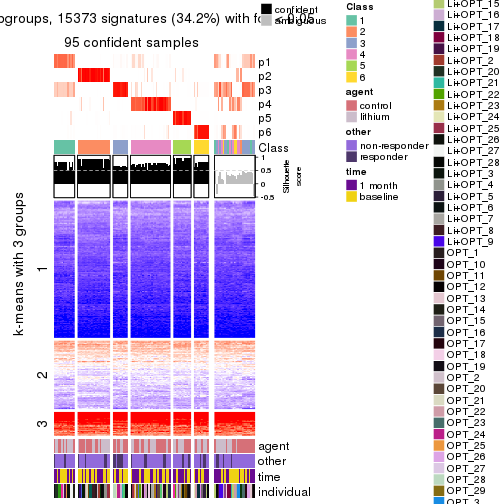 ogroups, 15373 signatures (34.2%) with fd
confident
ambiguous
95 confident samples
p1
p2
p3
p4
p5
p6
Class
1
0.5
0
-0.5
Silhouette
score
k-means with 3 groups
1
2
3
agent
other
time
individual
Class
1
2
3
4
5
6
agent
control
lithium
other
non-responder
responder
time
1 month
baseline
Li+OPT_15
Li+OPT_16
Li+OPT_17
Li+OPT_18
Li+OPT_19
Li+OPT_2
Li+OPT_20
Li+OPT_21
Li+OPT_22
Li+OPT_23
Li+OPT_24
Li+OPT_25
Li+OPT_26
Li+OPT_27
Li+OPT_28
Li+OPT_3
Li+OPT_4
Li+OPT_5
Li+OPT_6
Li+OPT_7
Li+OPT_8
Li+OPT_9
OPT_1
OPT_10
OPT_11
OPT_12
OPT_13
OPT_14
OPT_15
OPT_16
OPT_17
OPT_18
OPT_19
OPT_2
OPT_20
OPT_21
OPT_22
OPT_23
OPT_24
OPT_25
OPT_26
OPT_27
OPT_28
OPT_29
OPT_3